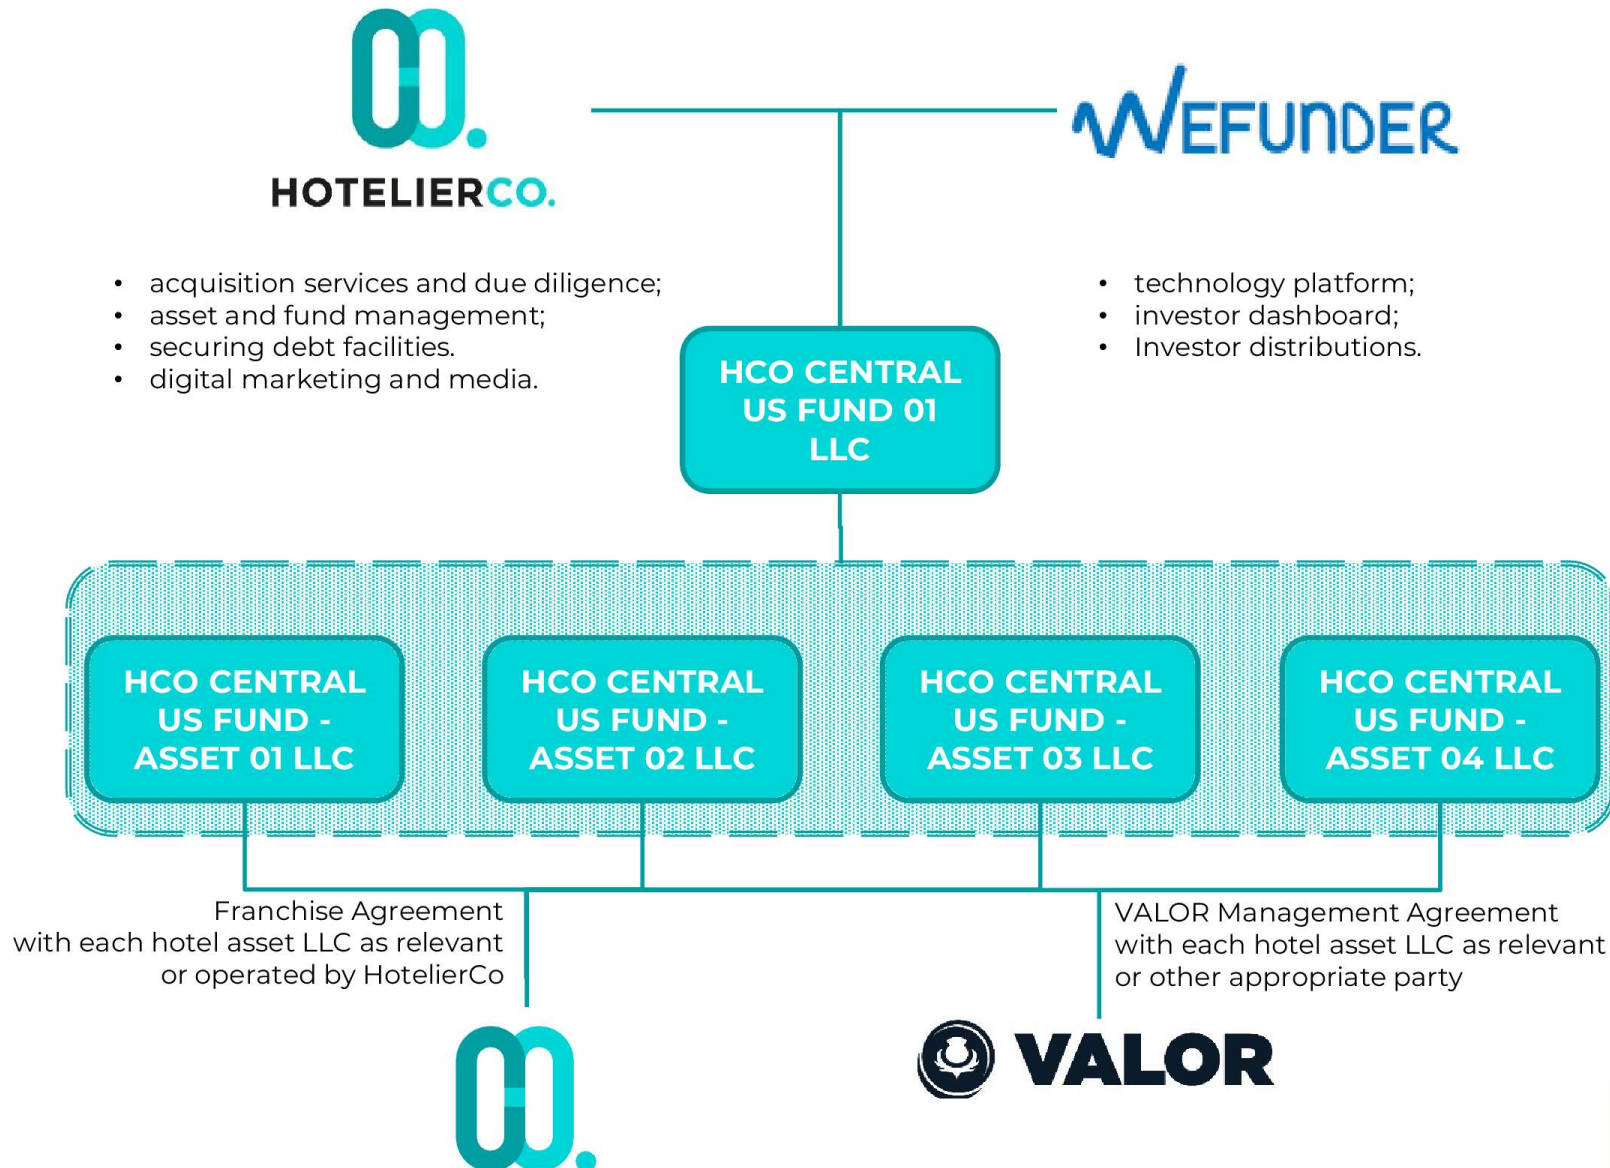 HOTELIERCO.
WEFUNDER
• acquisition services and due diligence;
• asset and fund management;
• securing debt facilities.
• digital marketing and media.
• technology platform;
• investor dashboard;
• Investor distributions.
HCO CENTRAL
US FUND 01
LLC
HCO CENTRAL
US FUND -
ASSET 01 LLC
HCO CENTRAL
US FUND -
ASSET 02 LLC
HCO CENTRAL
US FUND -
ASSET 03 LLC
HCO CENTRAL
US FUND -
ASSET 04 LLC
Franchise Agreement
with each hotel asset LLC as relevant
or operated by HotelierCo
VALOR Management Agreement
with each hotel asset LLC as relevant
or other appropriate party
VALOR